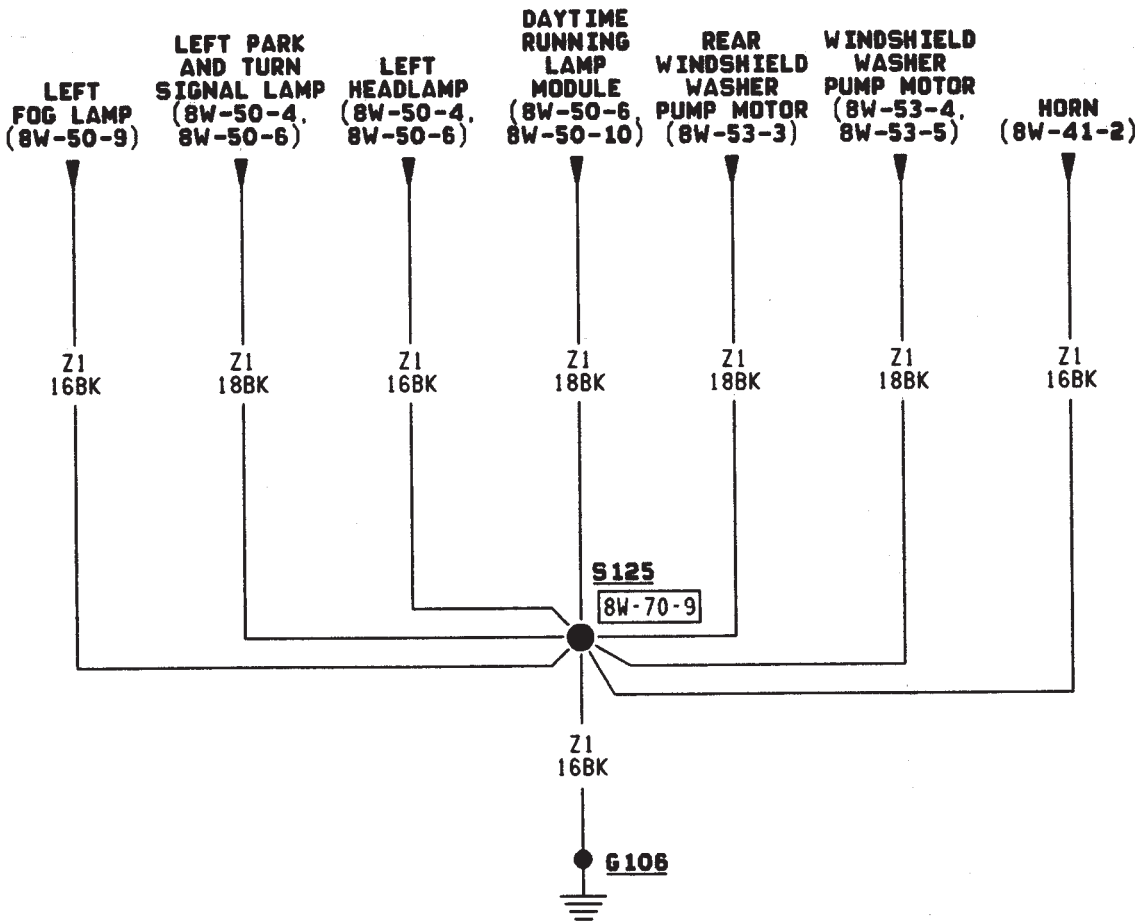 LEFT
FOG LAMP
(8W-50-9)
LEFT PARK
AND TURN
SIGNAL LAMP
(8W-50-4,
8W-50-6)
LEFT
HEADLAMP
(8W-50-4,
8W-50-6)
DAYTIME
RUNNING
LAMP
MODULE
(8W-50-6,
8W-50-10)
REAR
WINDSHIELD
WASHER
PUMP MOTOR
(8W-53-3)
WINDSHIELD
WASHER
PUMP MOTOR
(8W-53-4,
8W-53-5)
HORN
(8W-41-2)
Z1
16BK
Z1
18BK
Z1
16BK
Z1
18BK
Z1
18BK
Z1
18BK
Z1
16BK
S125
8W-70-9
Z1
16BK
G106